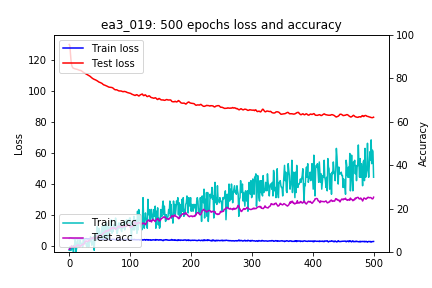 ea3_019: 500 epochs loss and accuracy
Train loss
Test loss
Train acc
Test acc
Loss
120
100
80
60
40
20
0
0
100
200
300
400
500
100
80
60
40
20
0
Accuracy